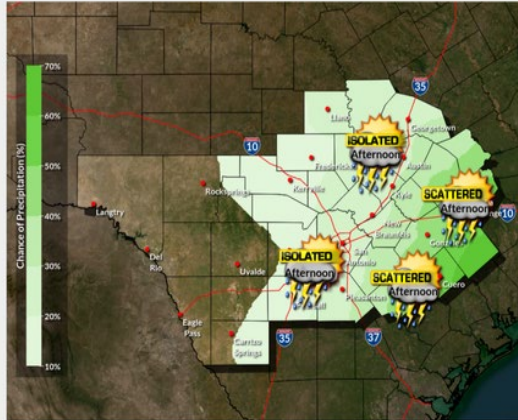 70%
60%
50%
40%
30%
20%
10%
Chance of Precipitation (%)
35
Llano
Georgetown
ISOLATED
Afternoon
Austin
10
Fredericks
Kerrville
Rocksprings
Kyle
SCATTERED
Afternoon
10
Langtry
New
Braunfels
Gonzales
Del
Rio
Uvalde
ISOLATED
Afternoon
San
Antonio
SCATTERED
Afternoon
Cuero
Pleasanton
Eagle
Pass
Carrizo
Springs
35
37